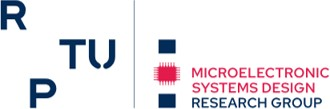 R
TU
P
MICROELECTRONIC
SYSTEMS DESIGN
RESEARCH GROUP